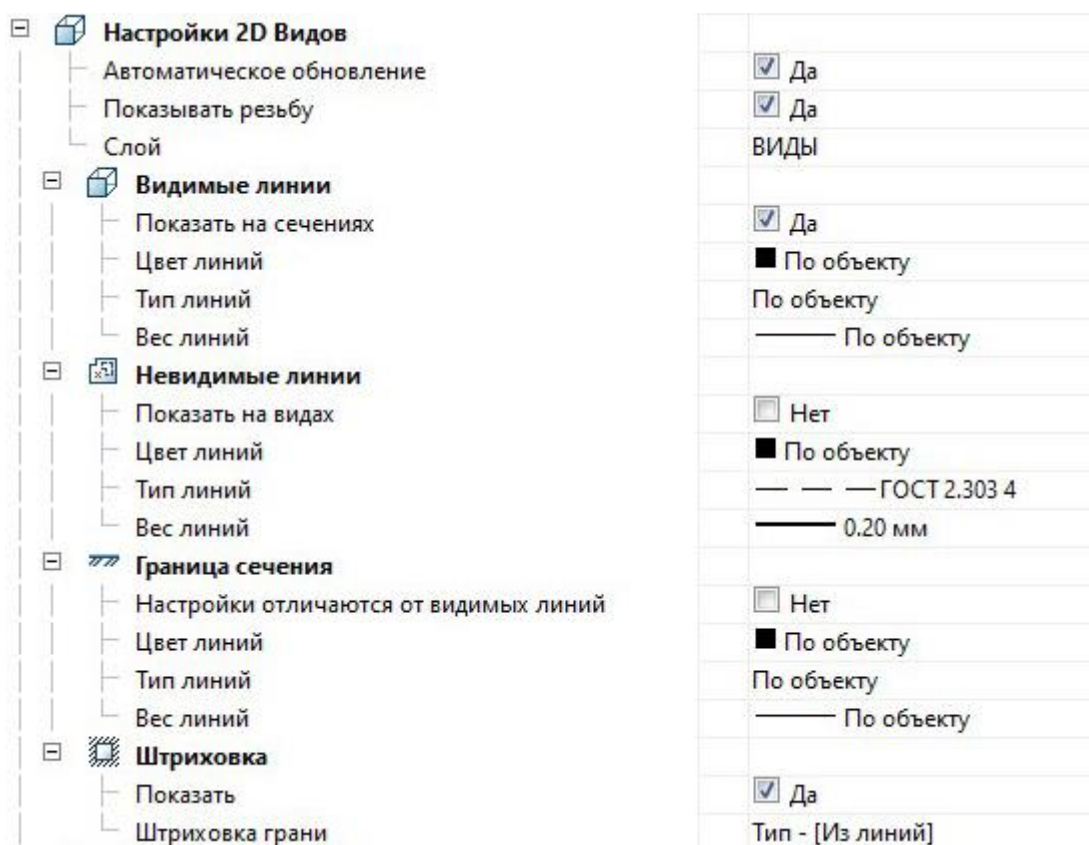 Настройки 2D Видов
Автоматическое обновление Да
Показывать резьбу Да
Слой ВИДЫ
Видимые линии
Показать на сечениях Да
Цвет линий По объекту
Тип линий По объекту
Вес линий По объекту
Невидимые линии
Показать на видах Нет
Цвет линий По объекту
Тип линий ГОСТ 2.303 4
Вес линий 0.20 мм
Граница сечения
Настройки отличаются от видимых линий Нет
Цвет линий По объекту
Тип линий По объекту
Вес линий По объекту
Штриховка
Показать Да
Штриховка грани Тип - [Из линий]